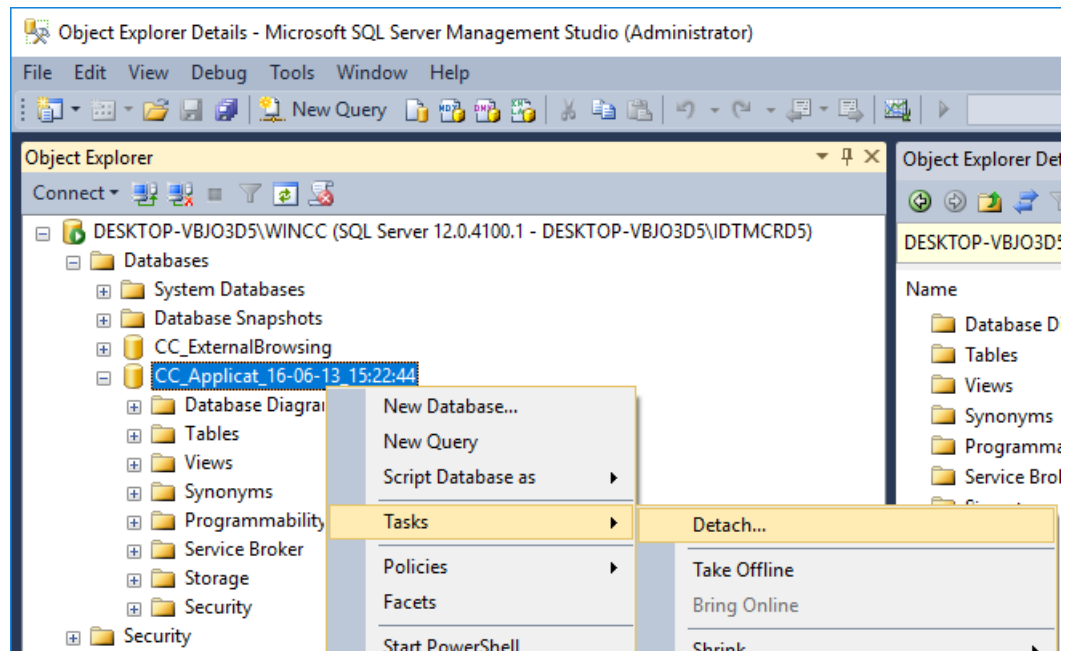 Object Explorer Details - Microsoft SQL Server Management Studio (Administrator)
File Edit View Debug Tools Window Help
New Query
Object Explorer
Connect
DESKTOP-VBJO3D5\WINCC (SQL Server 12.0.4100.1 - DESKTOP-VBJO3D5\IDTMCRD5)
Databases
System Databases
Database Snapshots
CC_ExternalBrowsing
CC_Applicat_16-06-13_15:22:44
Database Diagra
Tables
Views
Synonyms
Programmability
Service Broker
Storage
Security
Security
New Database...
New Query
Script Database as
Tasks
Policies
Facets
Start PowerShell
Detach...
Take Offline
Bring Online
Shrink
Object Explorer Det
DESKTOP-VBJO3D5
Name
Database D
Tables
Views
Synonyms
Programma
Service Brol